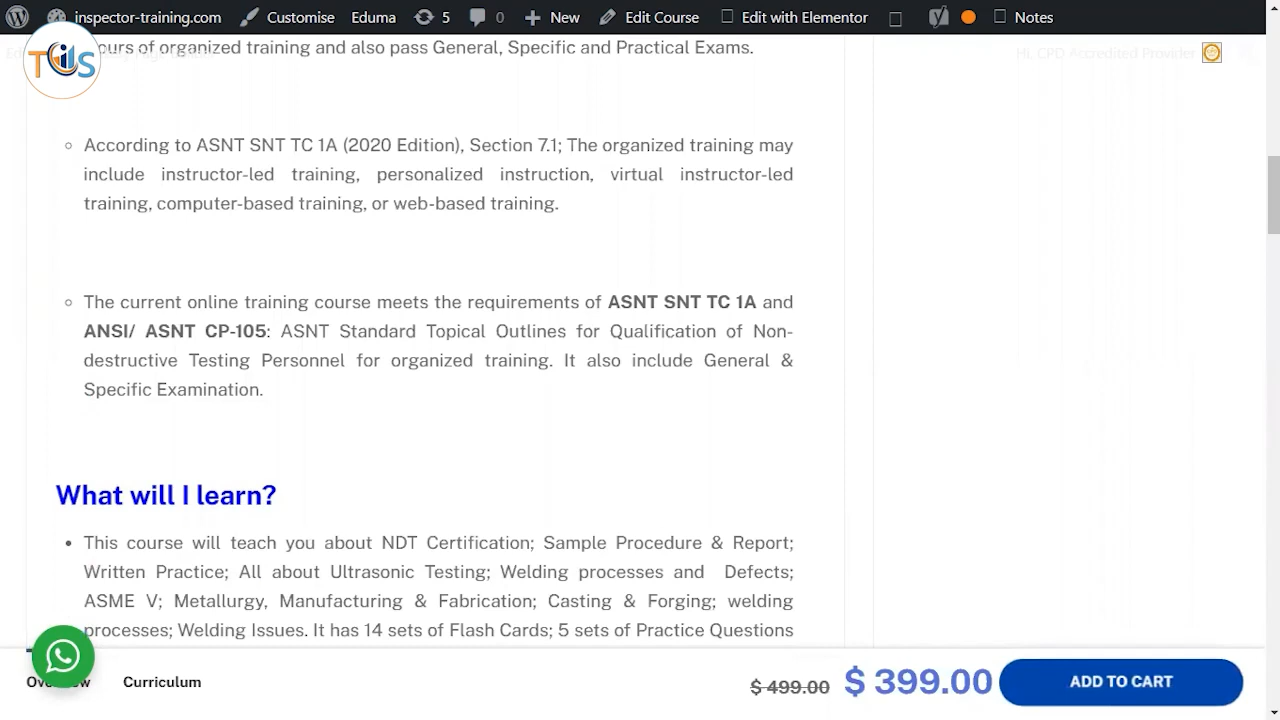 inspector-training.com Customise Eduma 5 0 New Edit Course Edit with Elementor Notes
ours of organized training and also pass General, Specific and Practical Exams.
Hi, CPD Accredited Provider
TCIS
According to ASNT SNT TC 1A (2020 Edition), Section 7.1; The organized training may
include instructor-led training, personalized instruction, virtual instructor-led
training, computer-based training, or web-based training.
The current online training course meets the requirements of ASNT SNT TC 1A and
ANSI/ ASNT CP-105: ASNT Standard Topical Outlines for Qualification of Non-
destructive Testing Personnel for organized training. It also include General &
Specific Examination.
What will I learn?
This course will teach you about NDT Certification; Sample Procedure & Report;
Written Practice; All about Ultrasonic Testing; Welding processes and Defects;
ASME V; Metallurgy, Manufacturing & Fabrication; Casting & Forging; welding
processes; Welding Issues. It has 14 sets of Flash Cards; 5 sets of Practice Questions
Overview Curriculum
$ 499.00 $ 399.00 ADD TO CART